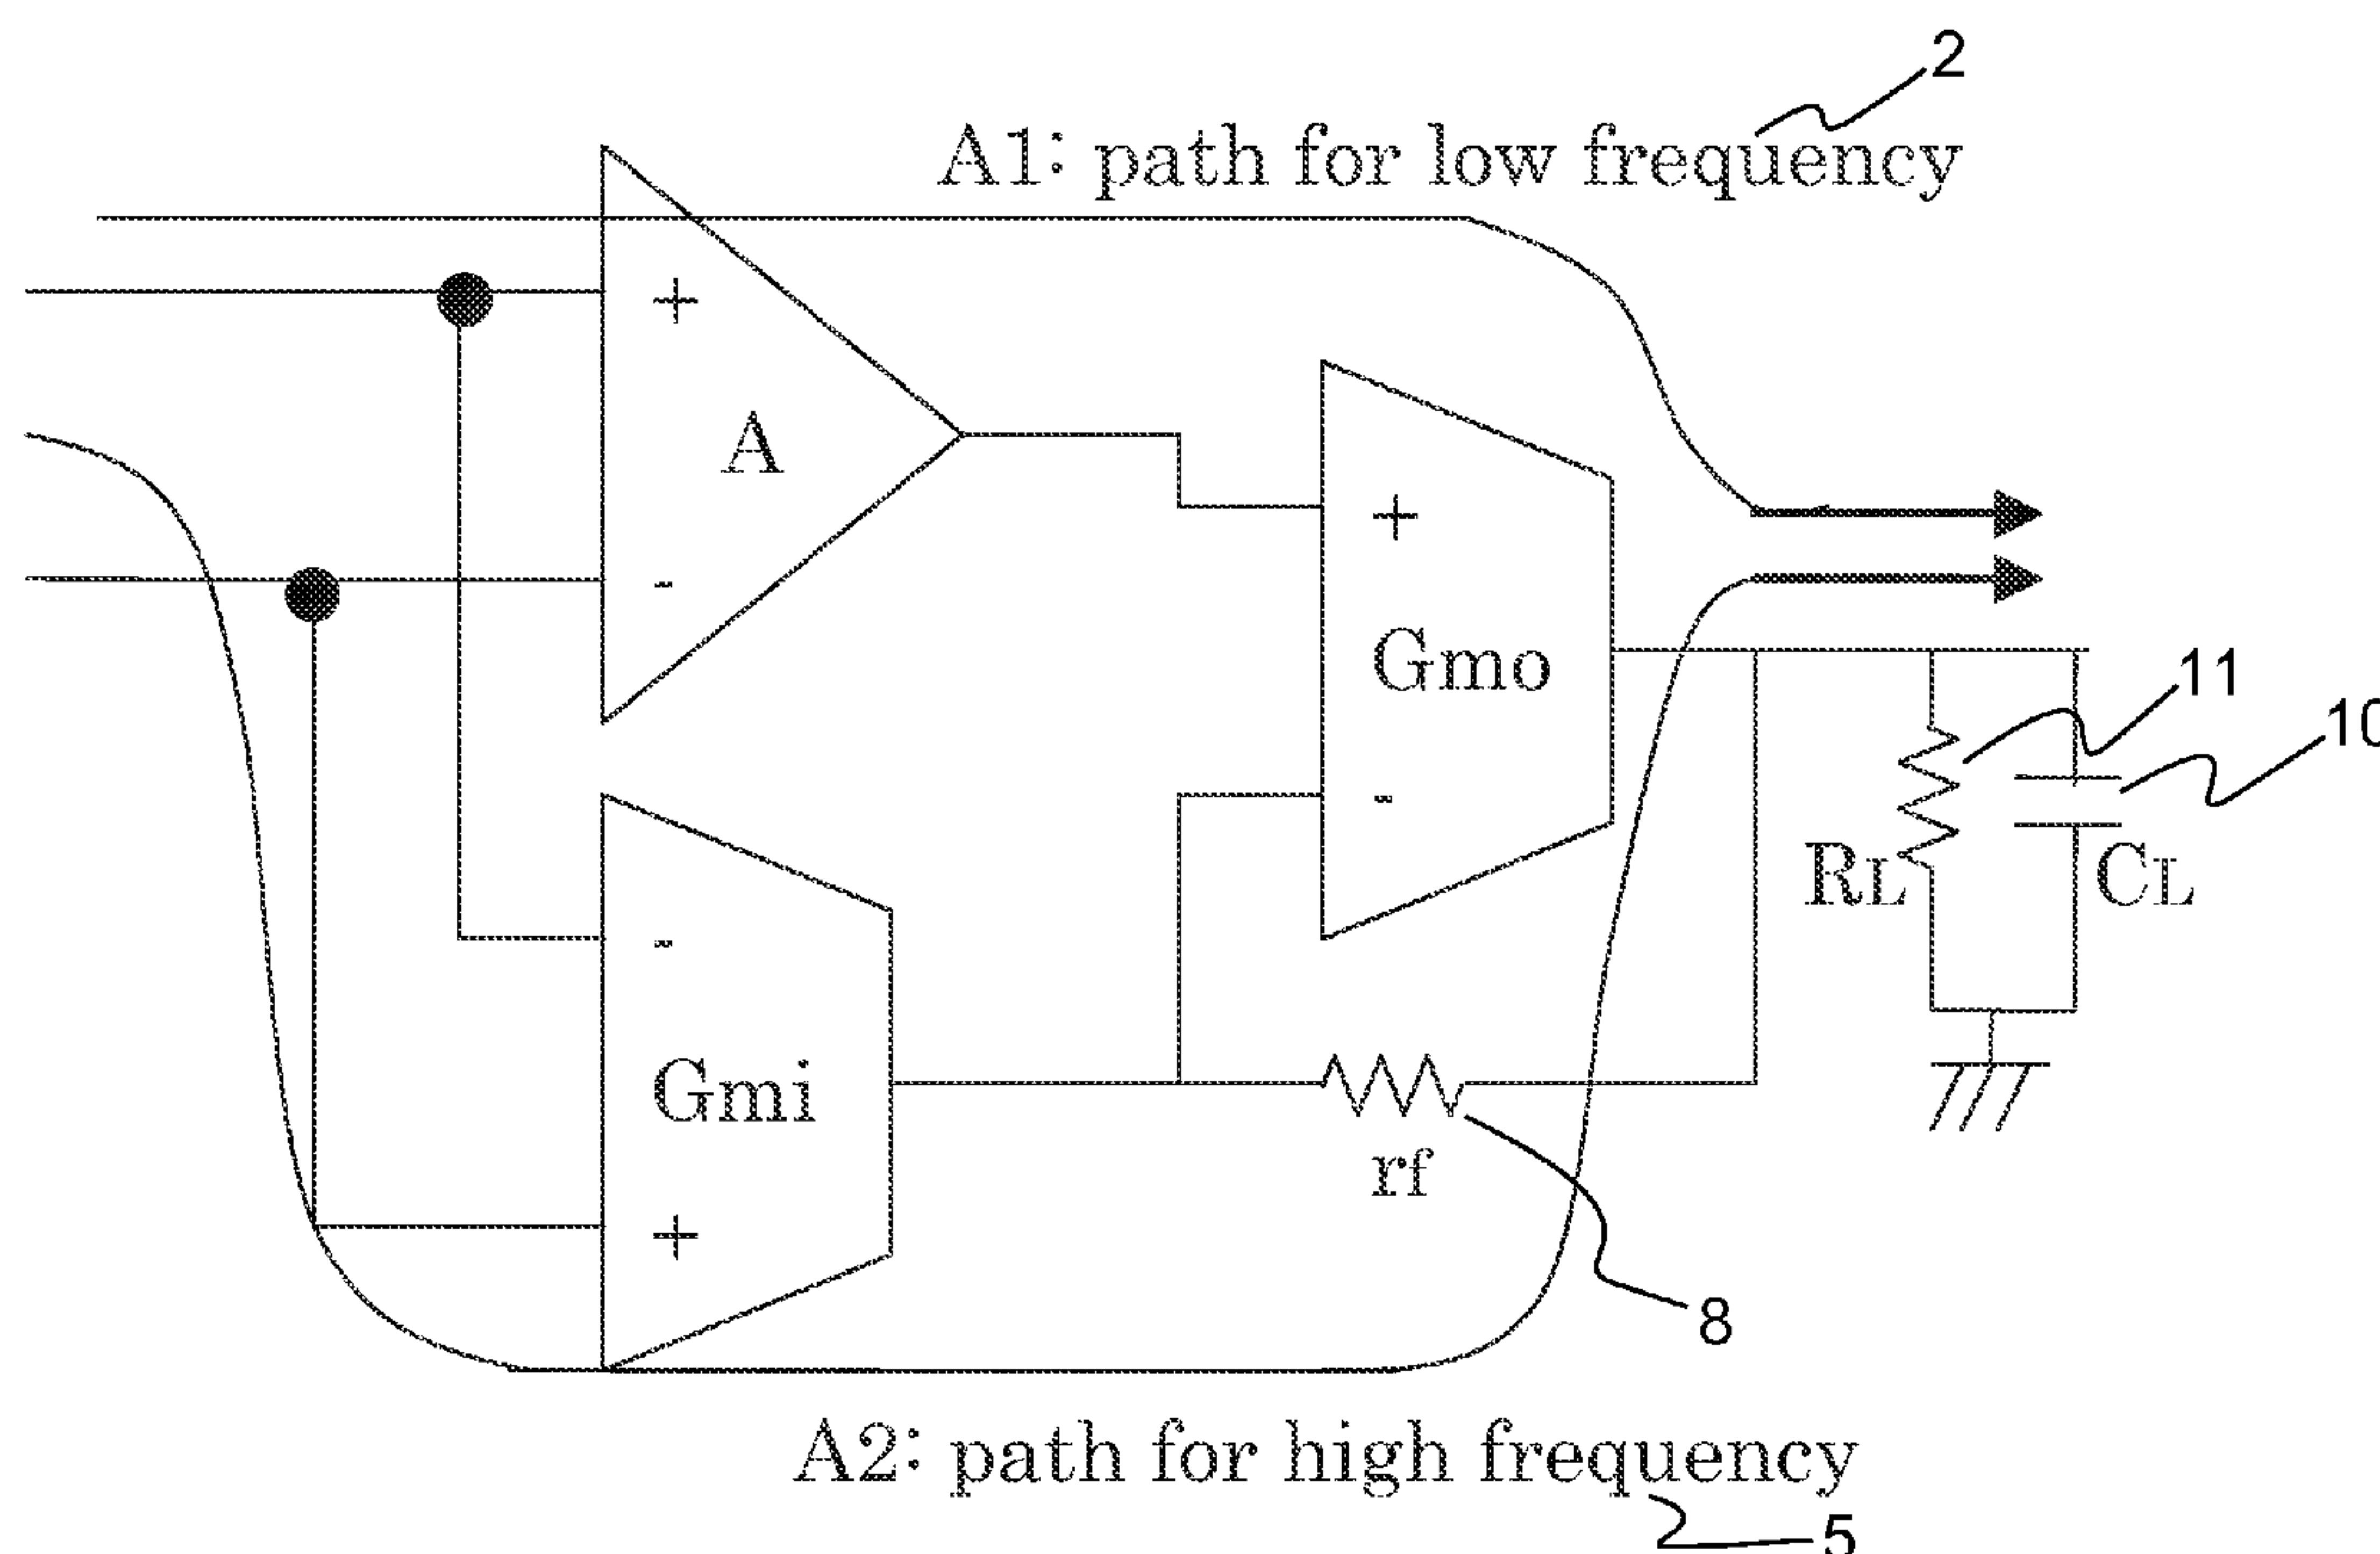 2
A1: path for low frequency
+
A
-
+
Gmo
-
11
10
RL
CL
-
Gmi
+
rf
8
A2: path for high frequency
5